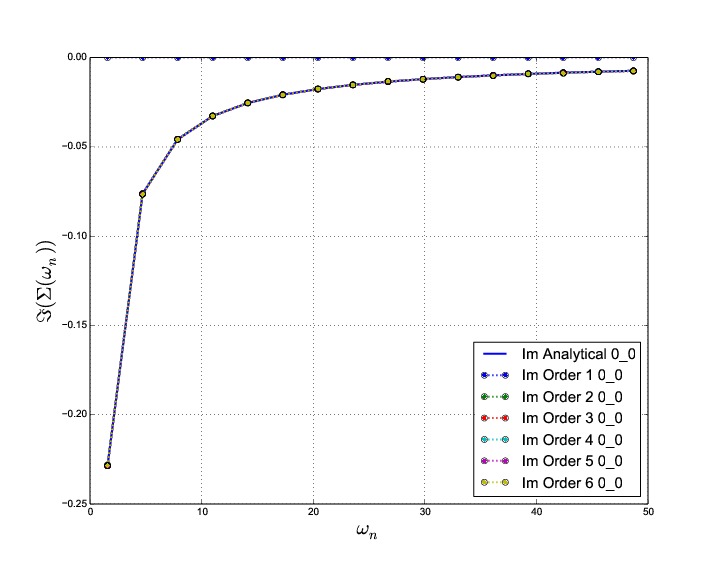 0.00
−0.05
−0.10
−0.15
−0.20
−0.25
ℑ(Σ(ω_n))
0 10 20 30 40 50
ω_n
Im Analytical 0_0
Im Order 1 0_0
Im Order 2 0_0
Im Order 3 0_0
Im Order 4 0_0
Im Order 5 0_0
Im Order 6 0_0